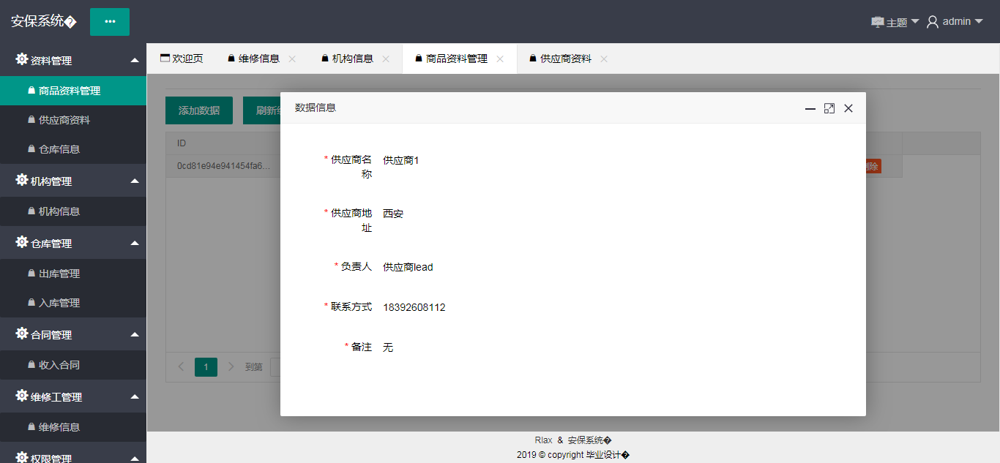 安保系统�
•••
主题
admin
资料管理
商品资料管理
供应商资料
仓库信息
机构管理
机构信息
仓库管理
出库管理
入库管理
合同管理
收入合同
维修工管理
维修信息
权限管理
欢迎页
维修信息
机构信息
商品资料管理
供应商资料
添加数据
刷新
ID
0cd81e94e941454fa6...
除
1
到第
数据信息
* 供应商名
称
供应商1
* 供应商地
址
西安
* 负责人
供应商lead
* 联系方式
18392608112
* 备注
无
Rlax & 安保系统�
2019 © copyright 毕业设计�